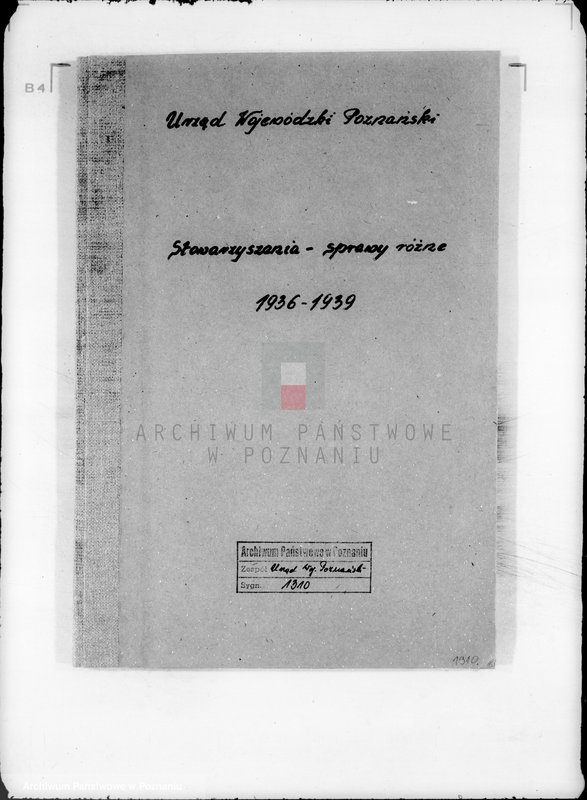 B4
Urząd Wojewódzki Poznański
Stowarzyszenia - sprawy różne
1936-1939
ARCHIWUM PAŃSTWOWE
W POZNANIU
Archiwum Państwowe w Poznaniu
Zespół Urząd Woj. Poznański
Sygn. 1310
1310
Archiwum Państwowe w Poznaniu